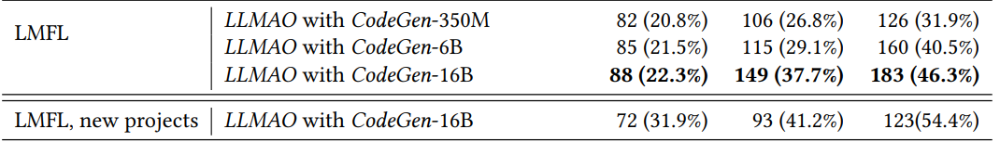 LMFL
LLMAO with CodeGen-350M 82 (20.8%) 106 (26.8%) 126 (31.9%)
LLMAO with CodeGen-6B 85 (21.5%) 115 (29.1%) 160 (40.5%)
LLMAO with CodeGen-16B 88 (22.3%) 149 (37.7%) 183 (46.3%)
LMFL, new projects LLMAO with CodeGen-16B 72 (31.9%) 93 (41.2%) 123(54.4%)